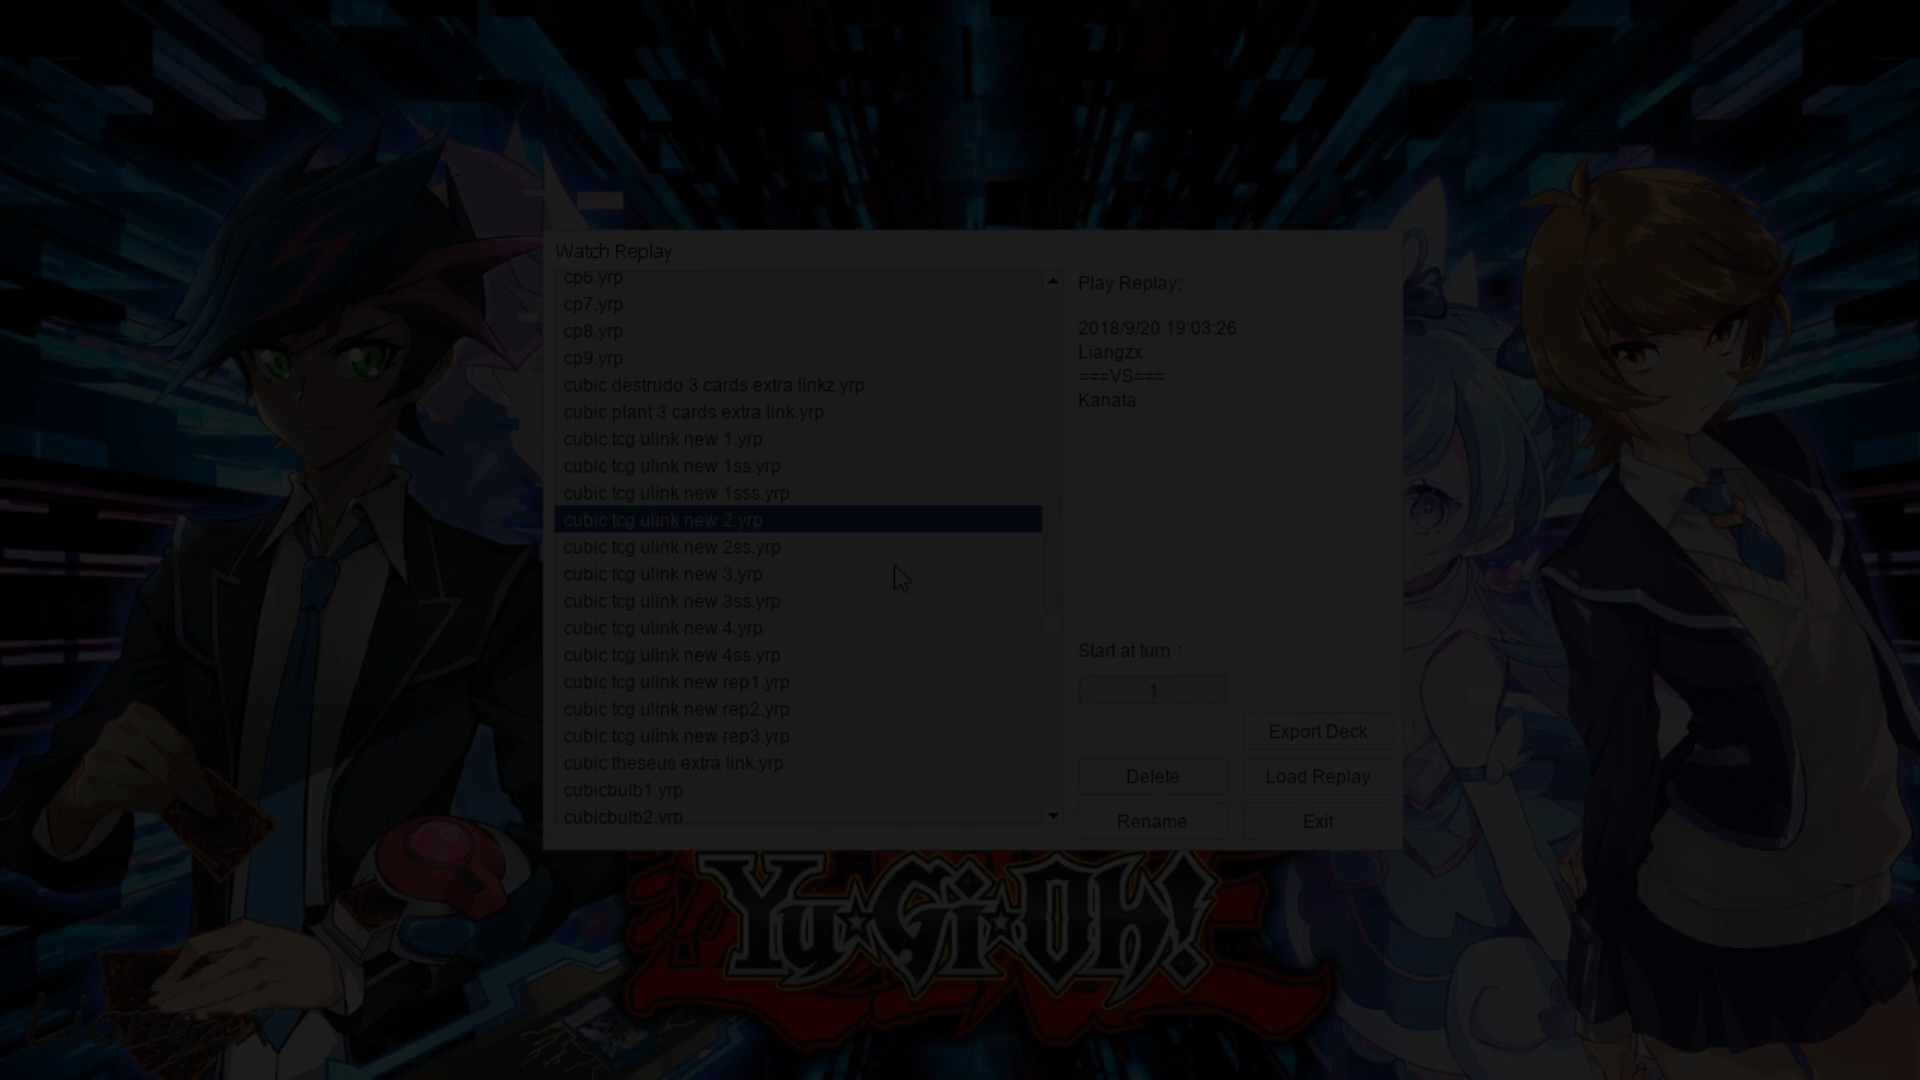 Watch Replay
cp6.yrp
cp7.yrp
cp8.yrp
cp9.yrp
cubic destrudo 3 cards extra linkz.yrp
cubic plant 3 cards extra link.yrp
cubic tcg ulink new 1.yrp
cubic tcg ulink new 1ss.yrp
cubic tcg ulink new 1sss.yrp
cubic tcg ulink new 2.yrp
cubic tcg ulink new 2ss.yrp
cubic tcg ulink new 3.yrp
cubic tcg ulink new 3ss.yrp
cubic tcg ulink new 4.yrp
cubic tcg ulink new 4ss.yrp
cubic tcg ulink new rep1.yrp
cubic tcg ulink new rep2.yrp
cubic tcg ulink new rep3.yrp
cubic theseus extra link.yrp
cubicbulb1.yrp
cubicbulb2.yrp
Play Replay:
2018/9/20 19:03:26
Liangzx
===VS===
Kanata
Start at turn :
1
Export Deck
Delete
Load Replay
Rename
Exit
Yu-Gi-Oh!